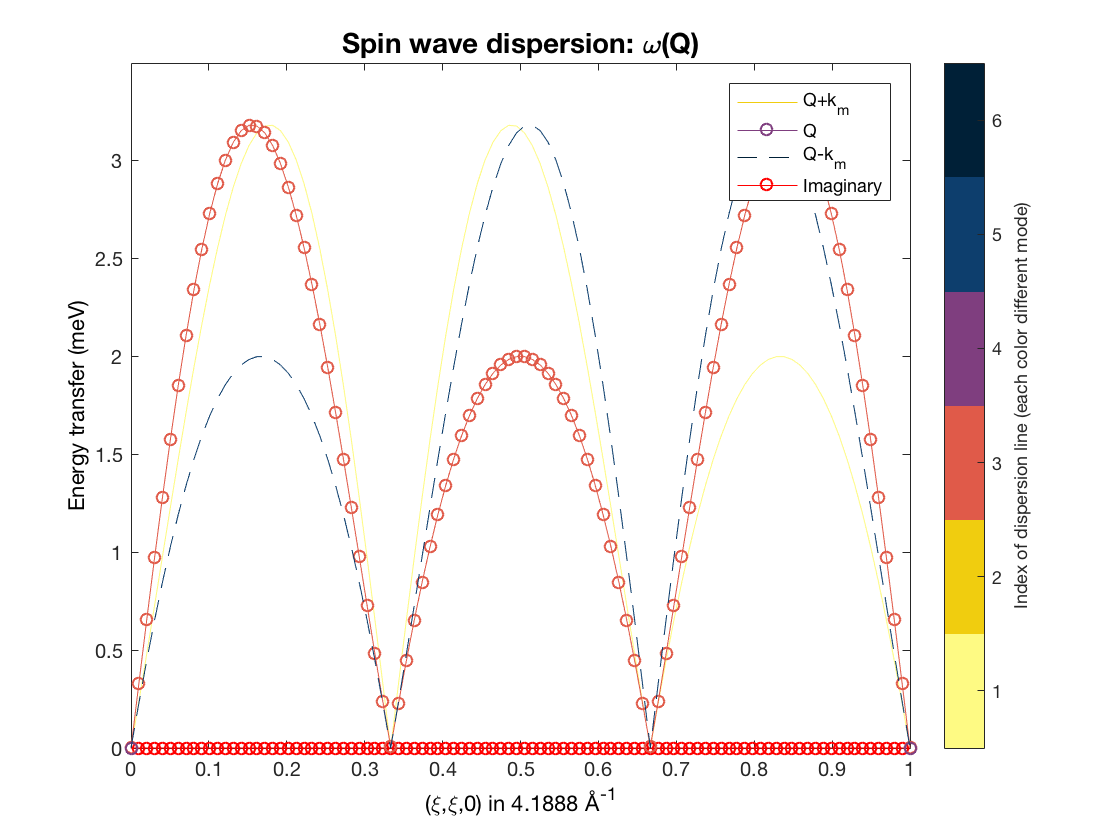 Spin wave dispersion: ω(Q)
Q+km
Q
Q-km
Imaginary
3
2.5
2
1.5
1
0.5
0
Energy transfer (meV)
0 0.1 0.2 0.3 0.4 0.5 0.6 0.7 0.8 0.9 1
(ξ,ξ,0) in 4.1888 Å-1
6
5
4
3
2
1
Index of dispersion line (each color different mode)